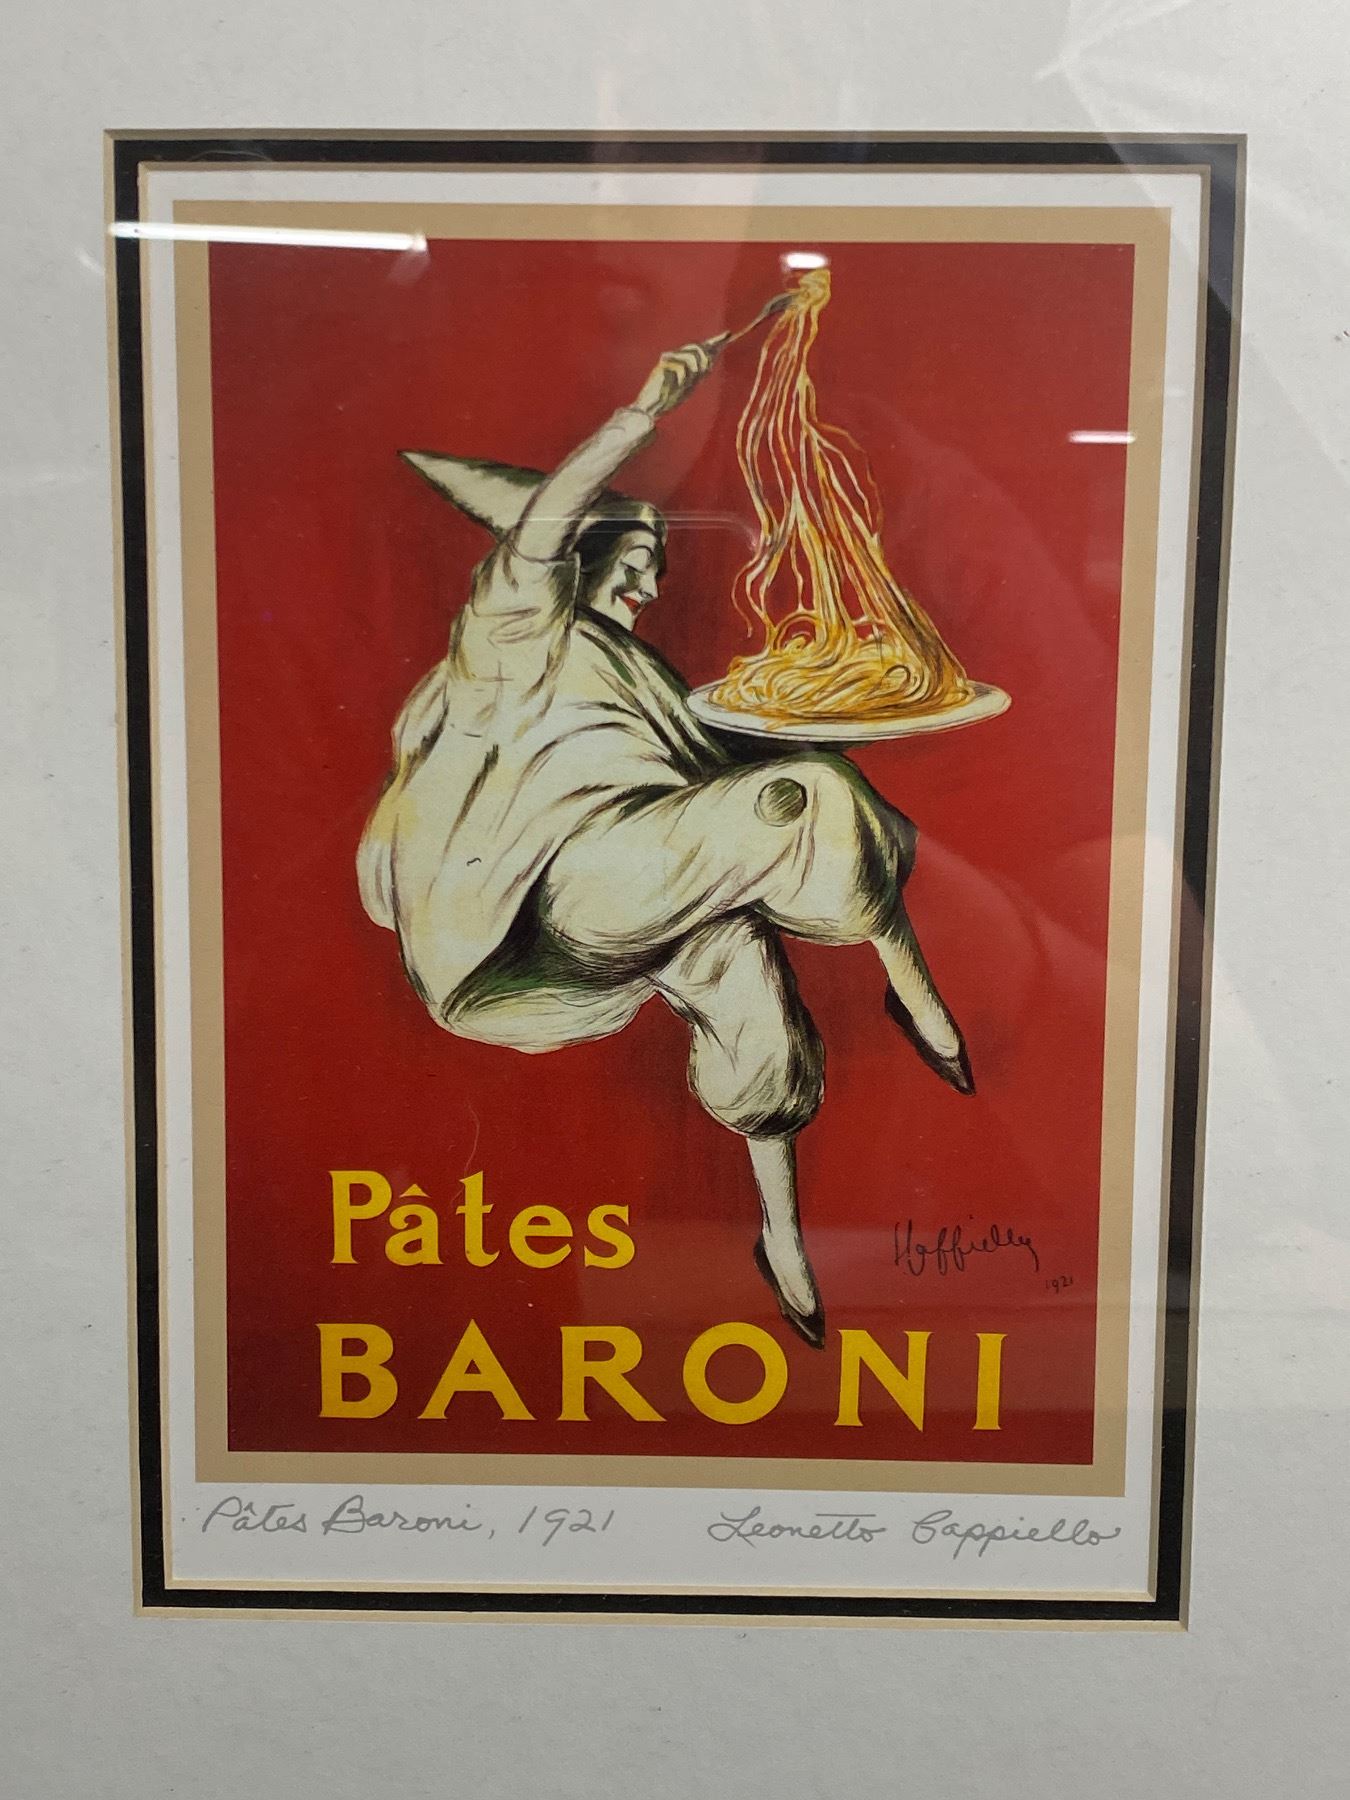 Pâtes
BARONI
1921
Pâtes Baroni, 1921
Leonetto Cappiello